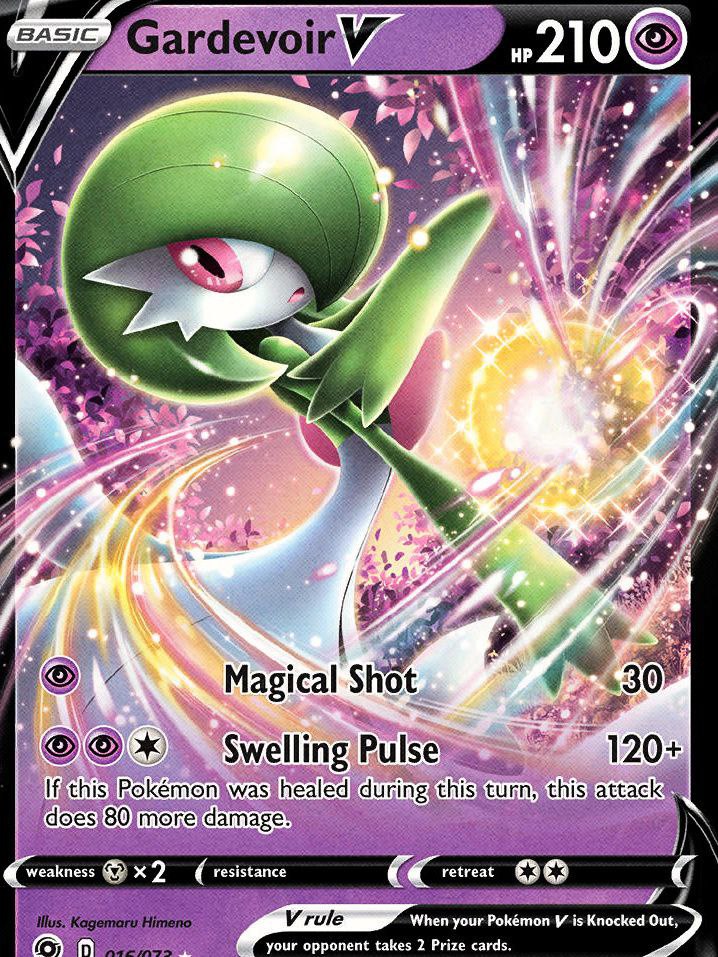 BASIC Gardevoir V HP 210
Magical Shot 30
Swelling Pulse 120+
If this Pokémon was healed during this turn, this attack
does 80 more damage.
weakness ×2 resistance retreat
Illus. Kagemaru Himeno
V rule When your Pokémon V is Knocked Out,
your opponent takes 2 Prize cards.
D 016/073